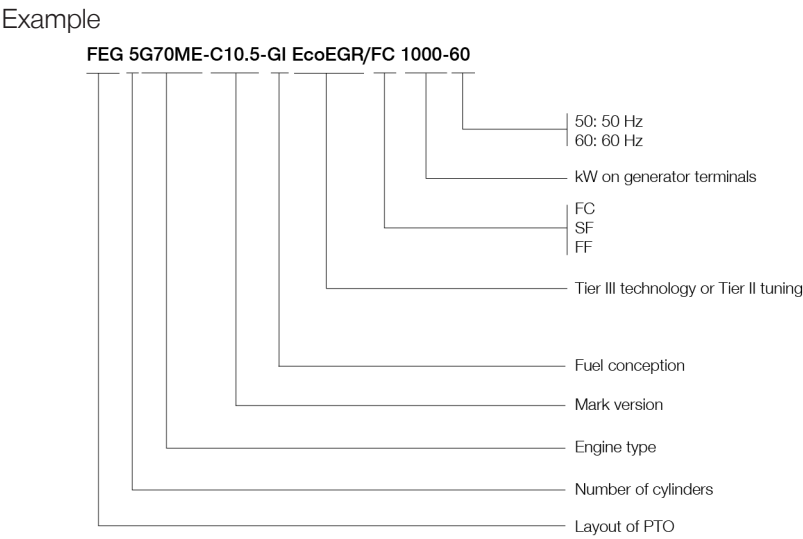 Example
FEG 5G70ME-C10.5-GI EcoEGR/FC 1000-60
50: 50 Hz
60: 60 Hz
kW on generator terminals
FC
SF
FF
Tier III technology or Tier II tuning
Fuel conception
Mark version
Engine type
Number of cylinders
Layout of PTO